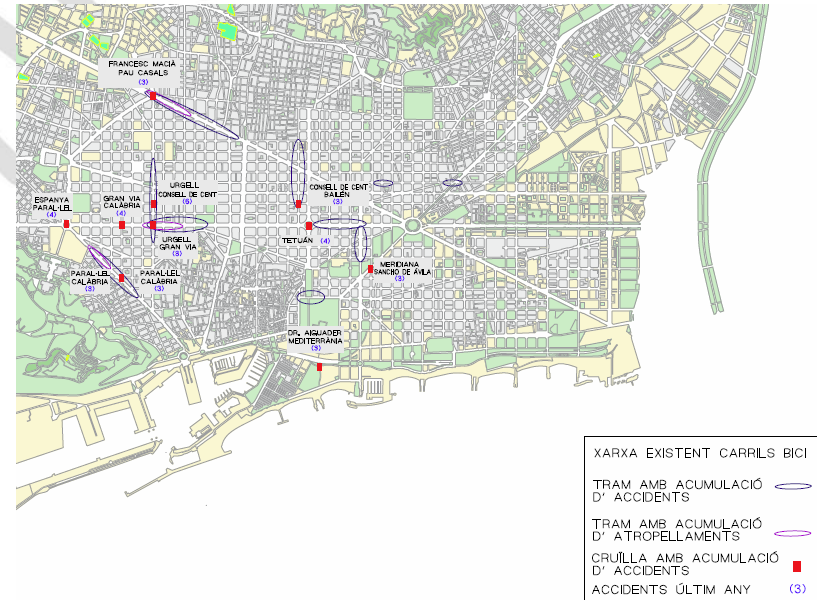 FRANCESC MACIÀ
PAU CASALS
(3)
URGELL
CONSELL DE CENT
(5)
CONSELL DE CENT
BAILÉN
(3)
ESPANYA
PARAL·LEL
(4)
GRAN VIA
CALÀBRIA
(4)
URGELL
GRAN VIA
(3)
TETUÁN (4)
MERIDIANA
SANCHO DE ÁVILA
(3)
PARAL·LEL
CALÀBRIA
(3)
PARAL·LEL
CALÀBRIA
(3)
DR. AIGUADER
MEDITERRÀNIA
(3)
XARXA EXISTENT CARRILS BICI
TRAM AMB ACUMULACIÓ
D' ACCIDENTS
TRAM AMB ACUMULACIÓ
D' ATROPELLAMENTS
CRUÏLLA AMB ACUMULACIÓ
D' ACCIDENTS
ACCIDENTS ÚLTIM ANY (3)